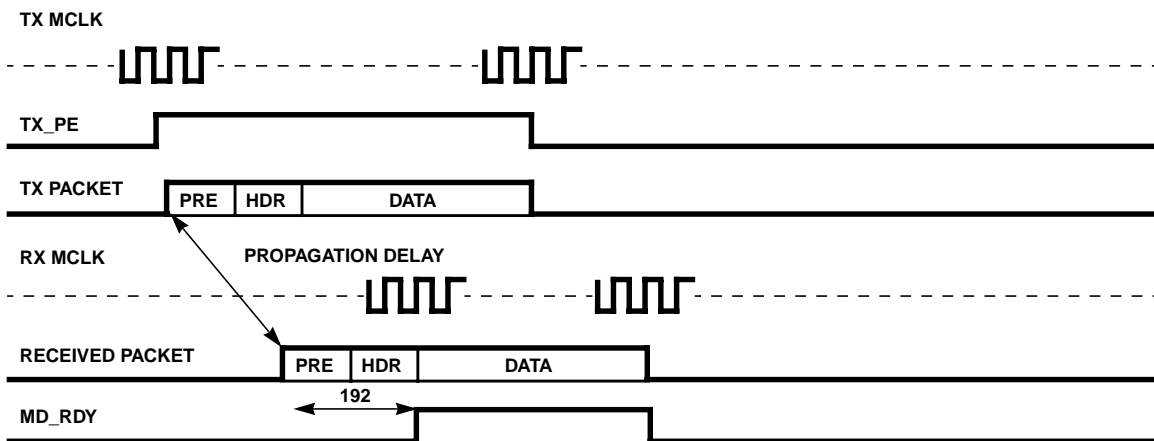 TX MCLK
TX_PE
TX PACKET
PRE HDR DATA
RX MCLK
PROPAGATION DELAY
RECEIVED PACKET
PRE HDR DATA
192
MD_RDY